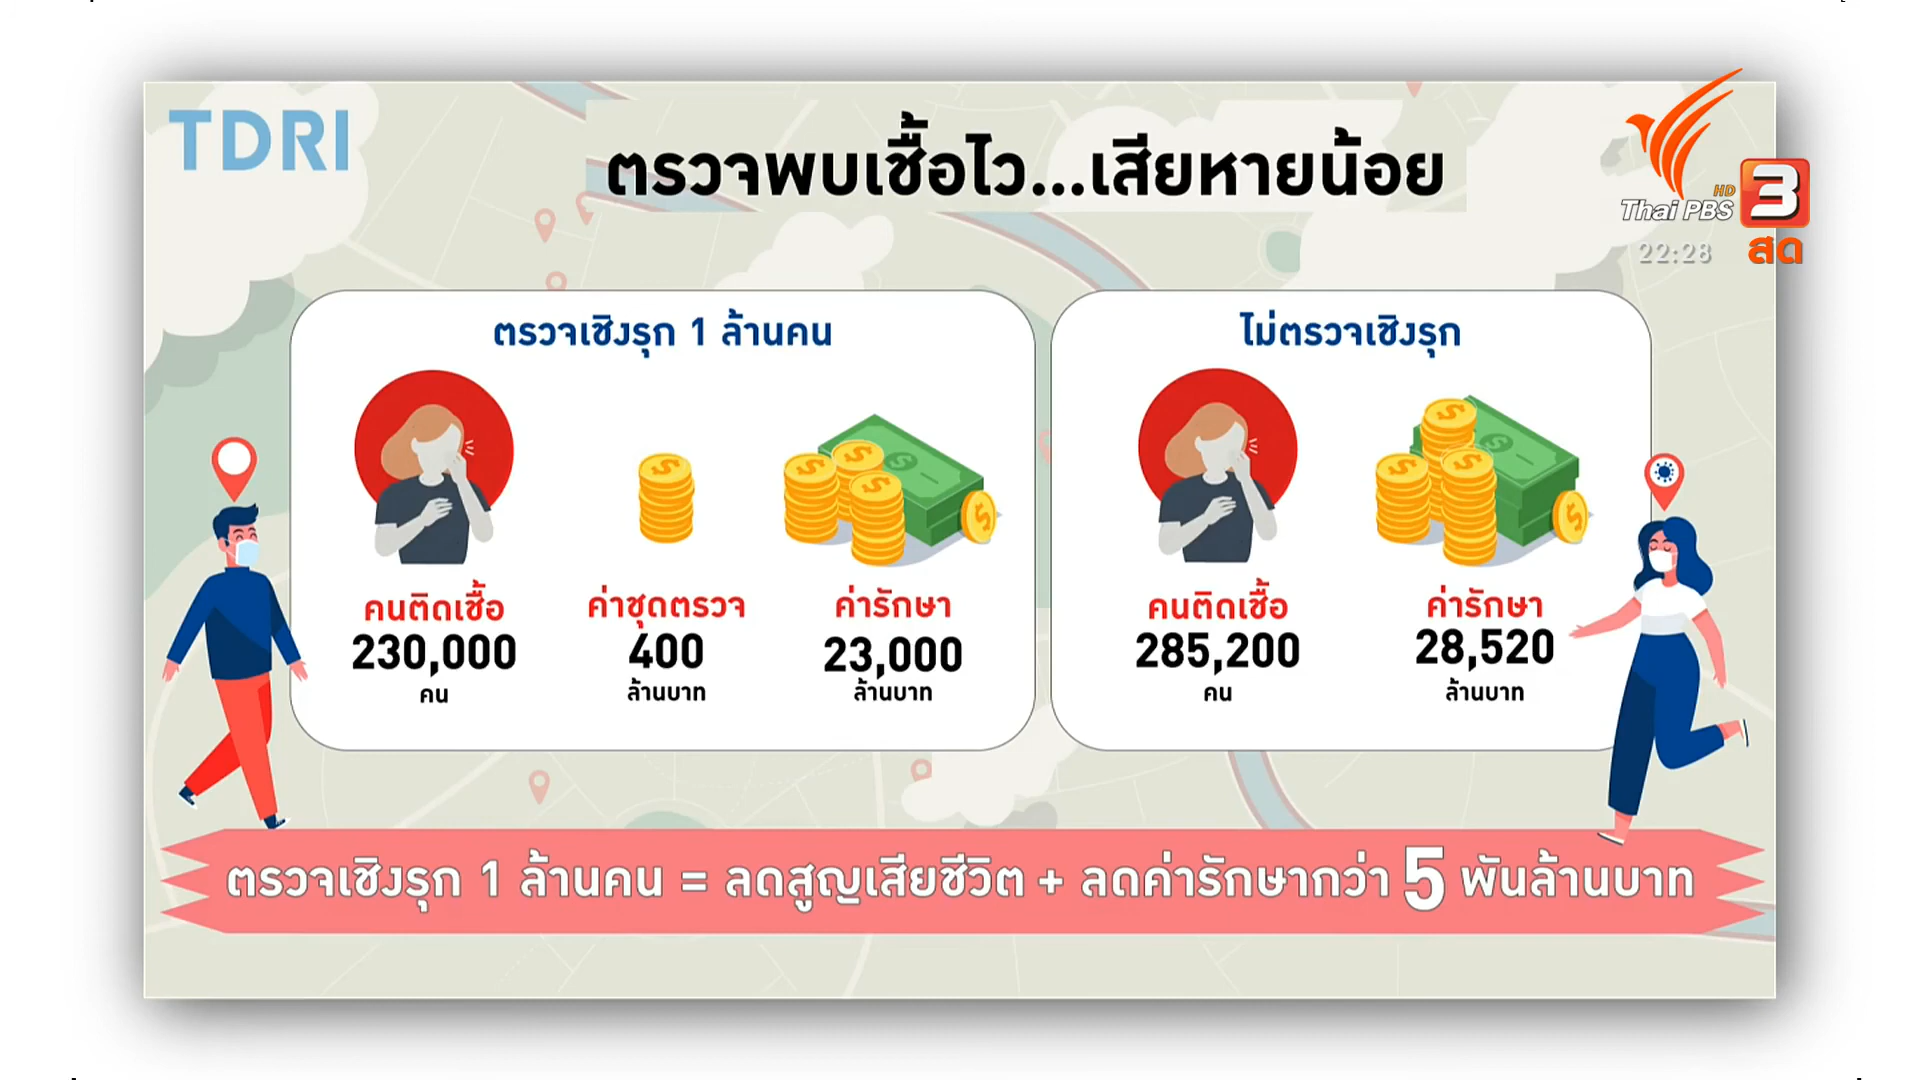 TDRI
ตรวจพบเชื้อไว...เสียหายน้อย
HD
Thai PBS 3
22:28 สด
ตรวจเชิงรุก 1 ล้านคน
คนติดเชื้อ
230,000
คน
ค่าชุดตรวจ
400
ล้านบาท
ค่ารักษา
23,000
ล้านบาท
ไม่ตรวจเชิงรุก
คนติดเชื้อ
285,200
คน
ค่ารักษา
28,520
ล้านบาท
ตรวจเชิงรุก 1 ล้านคน = ลดสูญเสียชีวิต + ลดค่ารักษากว่า 5 พันล้านบาท